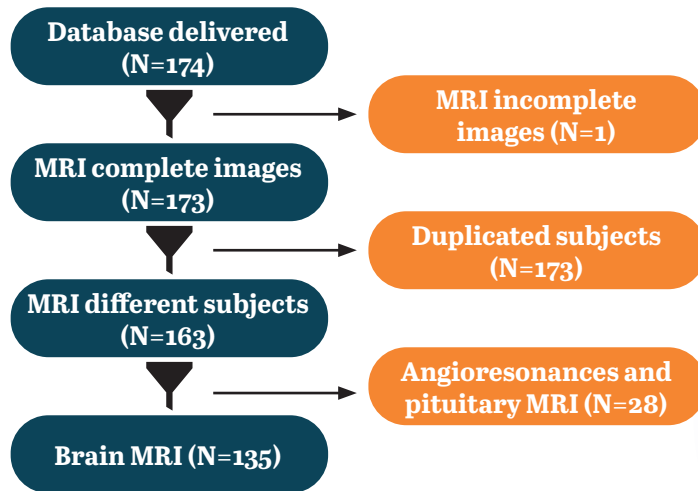 Database delivered
(N=174)
MRI incomplete
images (N=1)
MRI complete images
(N=173)
Duplicated subjects
(N=173)
MRI different subjects
(N=163)
Angioresonances and
pituitary MRI (N=28)
Brain MRI (N=135)